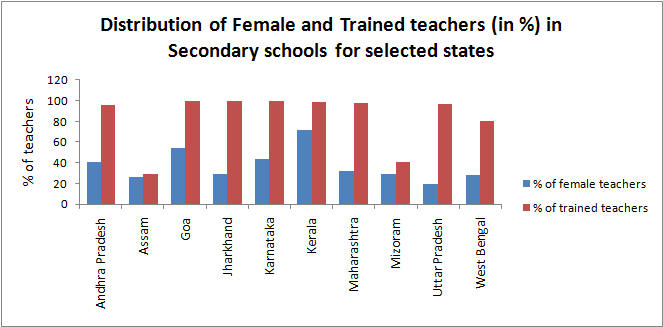 Distribution of Female and Trained teachers (in %) in
Secondary schools for selected states
% of teachers
120
100
80
60
40
20
0
Andhra Pradesh
Assam
Goa
Jharkhand
Karnataka
Kerala
Maharashtra
Mizoram
Uttar Pradesh
West Bengal
% of female teachers
% of trained teachers